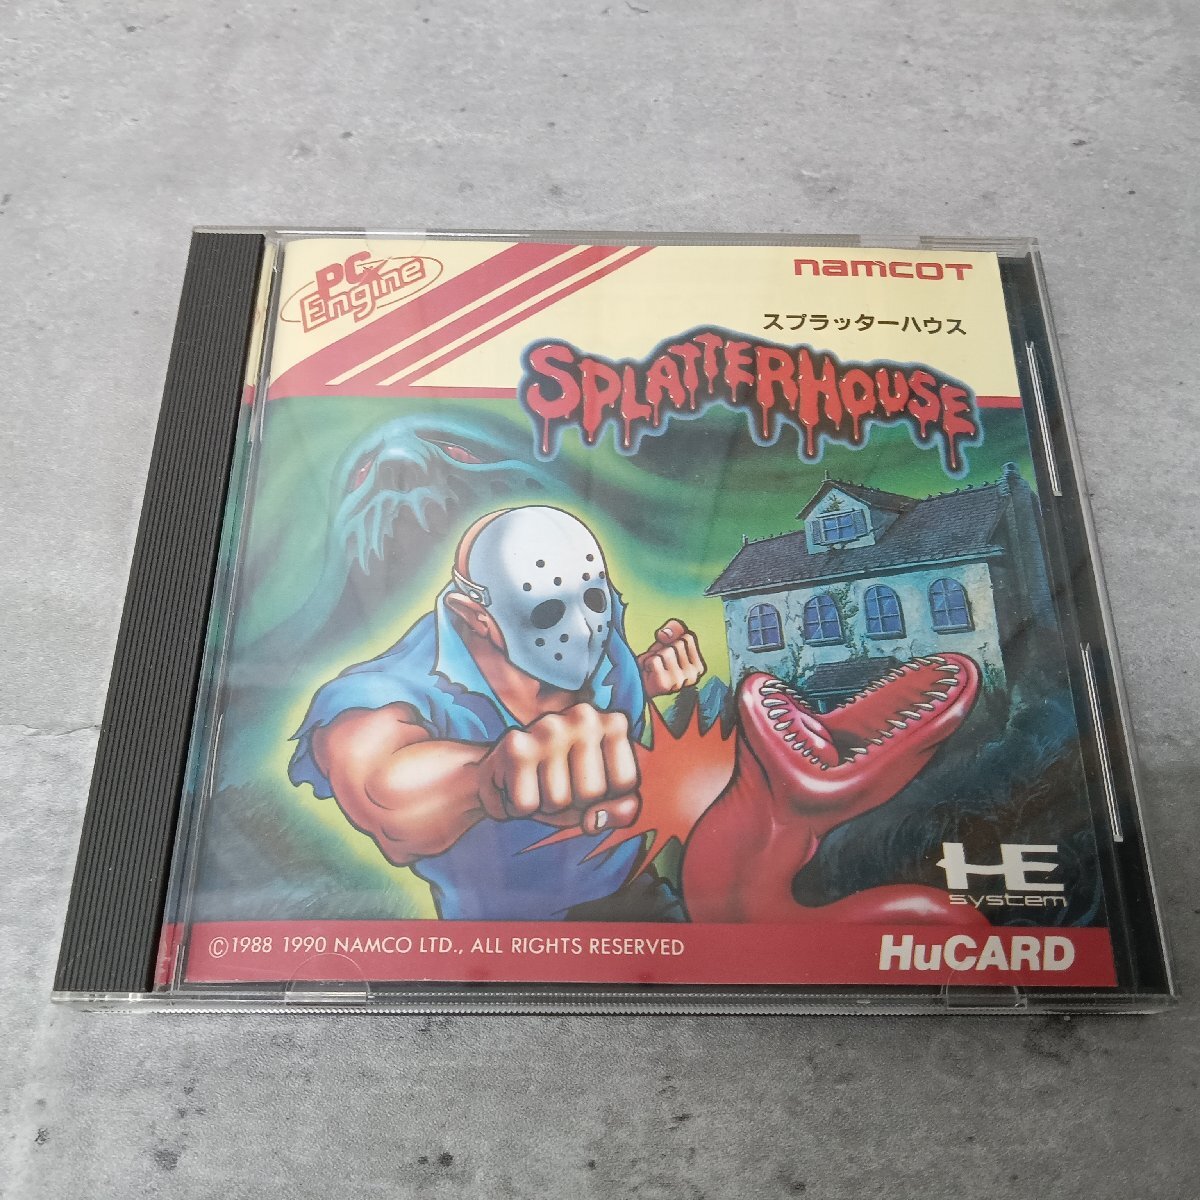 PC Engine
namcoT
スプラッターハウス
SPLATTERHOUSE
HE
system
©1988 1990 NAMCO LTD., ALL RIGHTS RESERVED
HuCARD